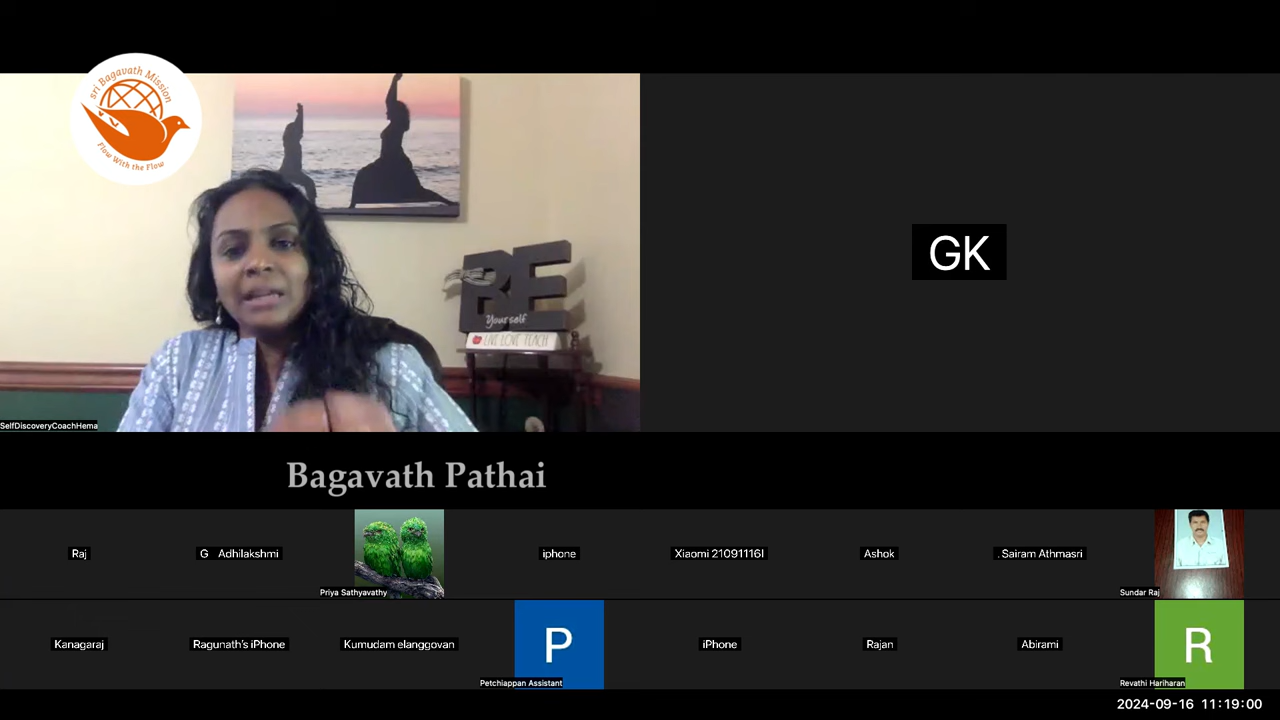 Sri Bagavath Mission
Flow With the Flow
BE
Yourself
LIVE LOVE TEACH
SelfDiscoveryCoachHema
GK
Bagavath Pathai
Raj
G Adhilakshmi
Priya Sathyavathy
iphone
Xiaomi 21091116I
Ashok
. Sairam Athmasri
Sundar Raj
Kanagaraj
Ragunath's iPhone
Kumudam elanggovan
P
Petchiappan Assistant
iPhone
Rajan
Abirami
R
Revathi Hariharan
2024-09-16 11:19:00